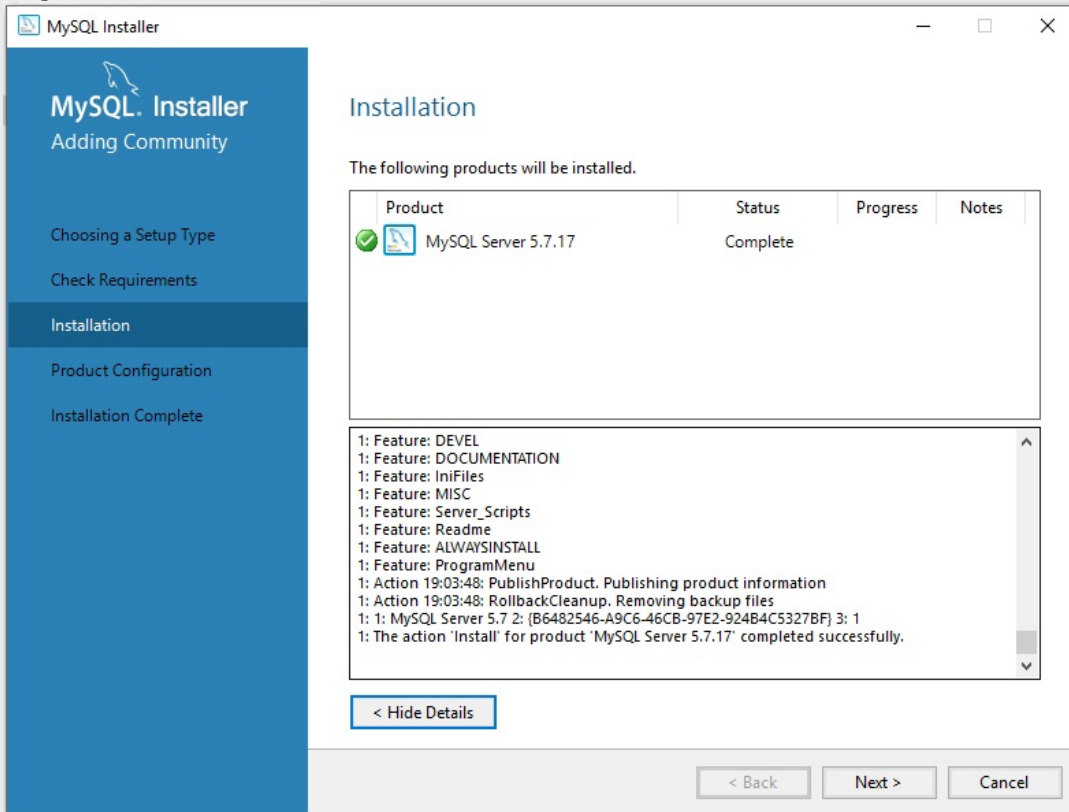 MySQL Installer
MySQL. Installer
Adding Community
Choosing a Setup Type
Check Requirements
Installation
Product Configuration
Installation Complete
Installation
The following products will be installed.
Product Status Progress Notes
MySQL Server 5.7.17 Complete
1: Feature: DEVEL
1: Feature: DOCUMENTATION
1: Feature: IniFiles
1: Feature: MISC
1: Feature: Server_Scripts
1: Feature: Readme
1: Feature: ALWAYSINSTALL
1: Feature: ProgramMenu
1: Action 19:03:48: PublishProduct. Publishing product information
1: Action 19:03:48: RollbackCleanup. Removing backup files
1: 1: MySQL Server 5.7 2: {B6482546-A9C6-46CB-97E2-924B4C5327BF} 3: 1
1: The action 'Install' for product 'MySQL Server 5.7.17' completed successfully.
< Hide Details
< Back Next > Cancel